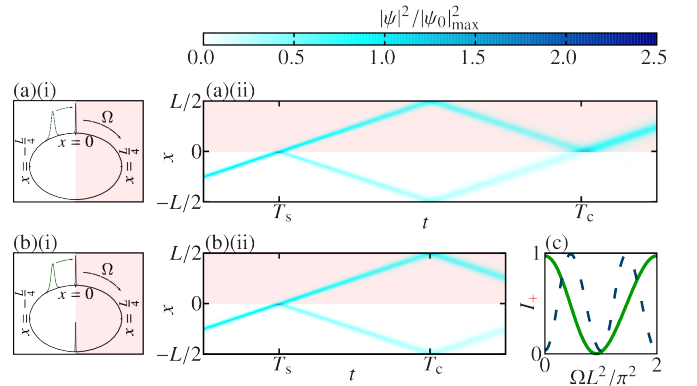 |ψ|²/|ψ₀|²max
0.0 0.5 1.0 1.5 2.0 2.5
(a)(i)
Ω
x = 0
x = −L/4
x = L/4
(a)(ii)
L/2
x
0
−L/2
Ts
t
Tc
(b)(i)
Ω
x = 0
x = −L/4
x = L/4
(b)(ii)
L/2
x
0
−L/2
Ts
t
Tc
(c)
1
I+
0
0
2
ΩL²/π²